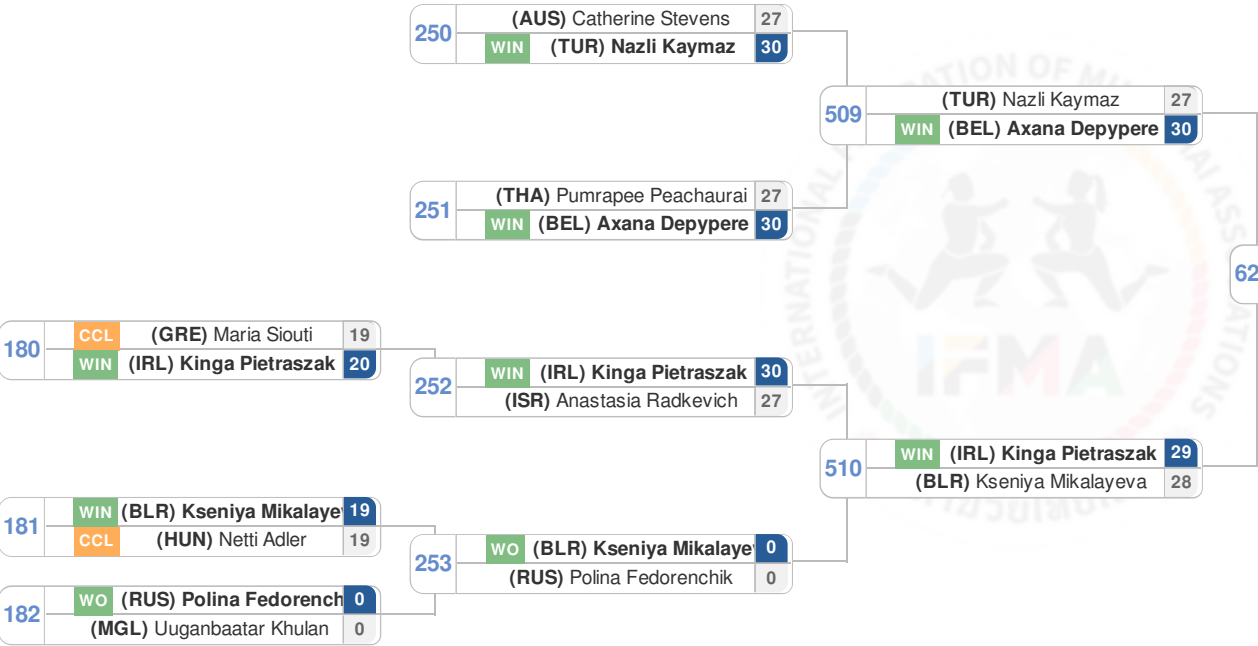 250
(AUS) Catherine Stevens 27
WIN (TUR) Nazli Kaymaz 30
509
(TUR) Nazli Kaymaz 27
WIN (BEL) Axana Depypere 30
251
(THA) Pumrapee Peachaurai 27
WIN (BEL) Axana Depypere 30
62
180
CCL (GRE) Maria Siouti 19
WIN (IRL) Kinga Pietraszak 20
252
WIN (IRL) Kinga Pietraszak 30
(ISR) Anastasia Radkevich 27
510
WIN (IRL) Kinga Pietraszak 29
(BLR) Kseniya Mikalayeva 28
181
WIN (BLR) Kseniya Mikalaye 19
CCL (HUN) Netti Adler 19
253
WO (BLR) Kseniya Mikalaye 0
(RUS) Polina Fedorenchik 0
182
WO (RUS) Polina Fedorench 0
(MGL) Uuganbaatar Khulan 0
IFMA
INTERNATIONAL